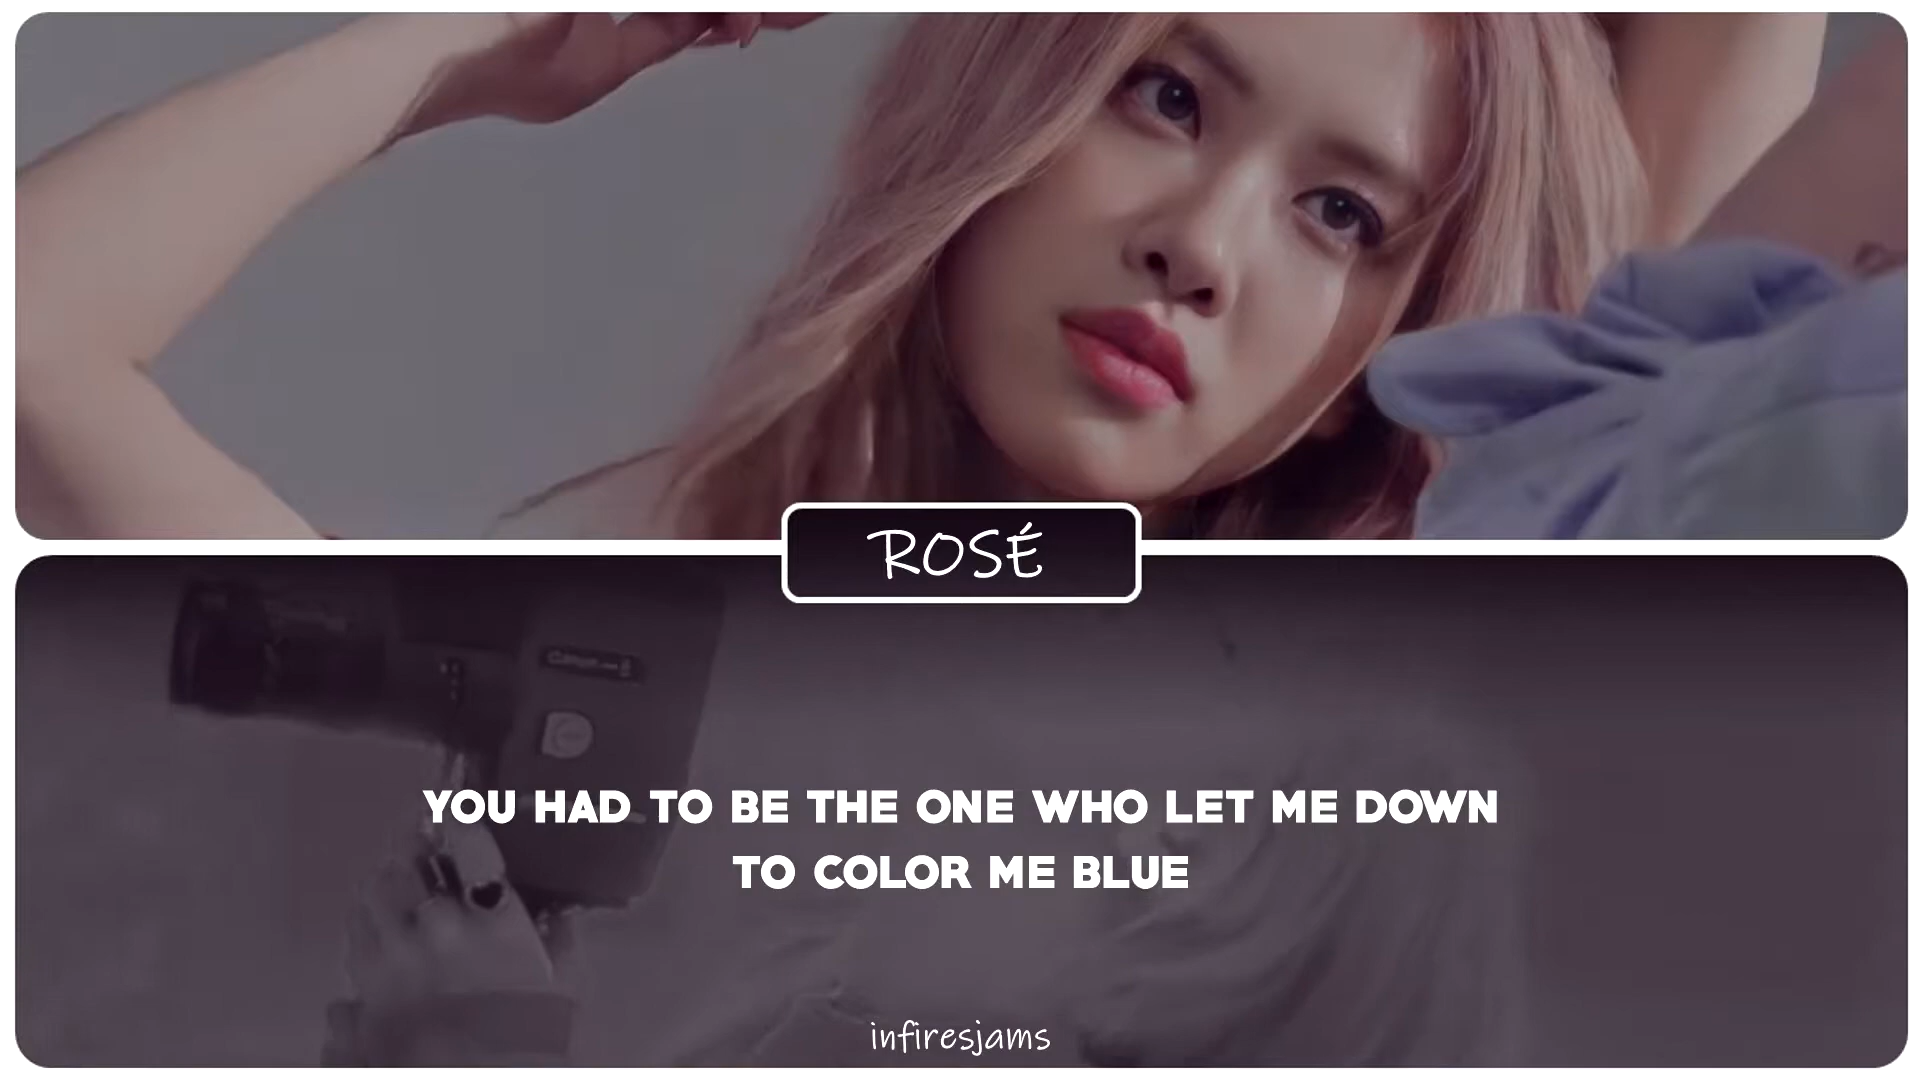 ROSÉ
YOU HAD TO BE THE ONE WHO LET ME DOWN
TO COLOR ME BLUE
infiresjams